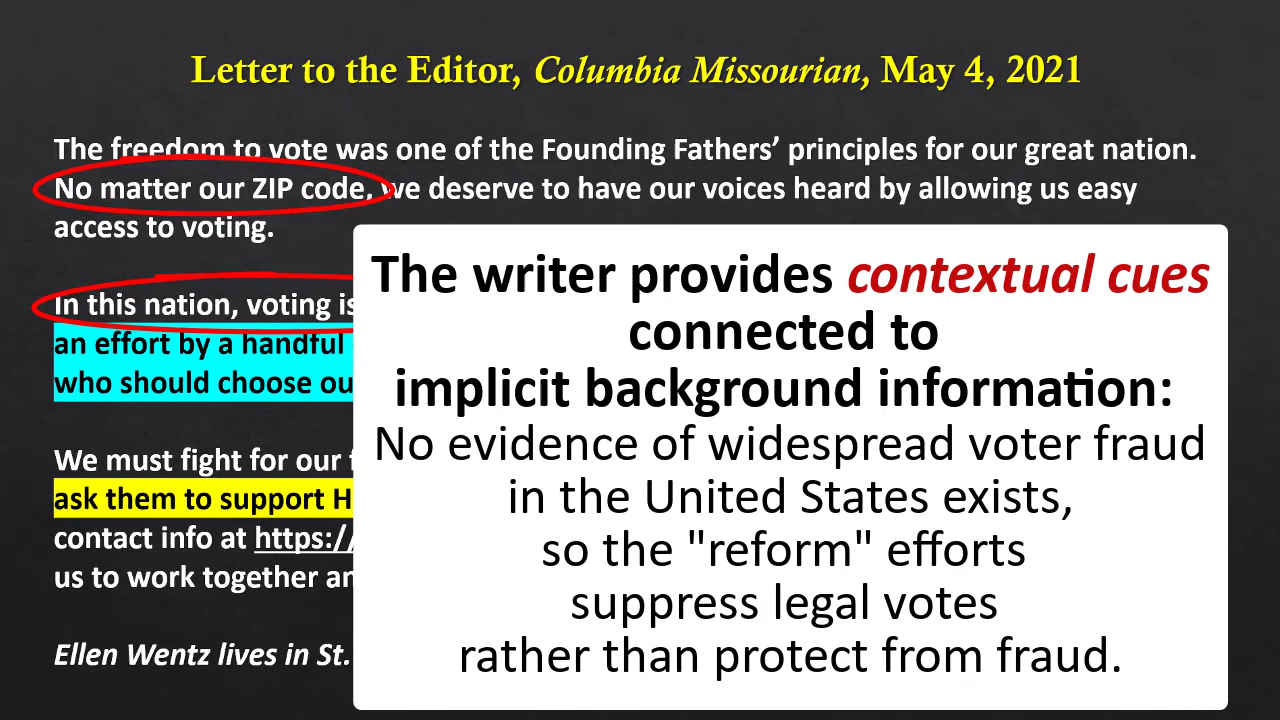 Letter to the Editor, Columbia Missourian, May 4, 2021
The freedom to vote was one of the Founding Fathers’ principles for our great nation.
No matter our ZIP code, we deserve to have our voices heard by allowing us easy
access to voting.
In this nation, voting is
an effort by a handful
who should choose ou
We must fight for our f
ask them to support H
contact info at https:/
us to work together an
Ellen Wentz lives in St.
The writer provides contextual cues
connected to
implicit background information:
No evidence of widespread voter fraud
in the United States exists,
so the "reform" efforts
suppress legal votes
rather than protect from fraud.